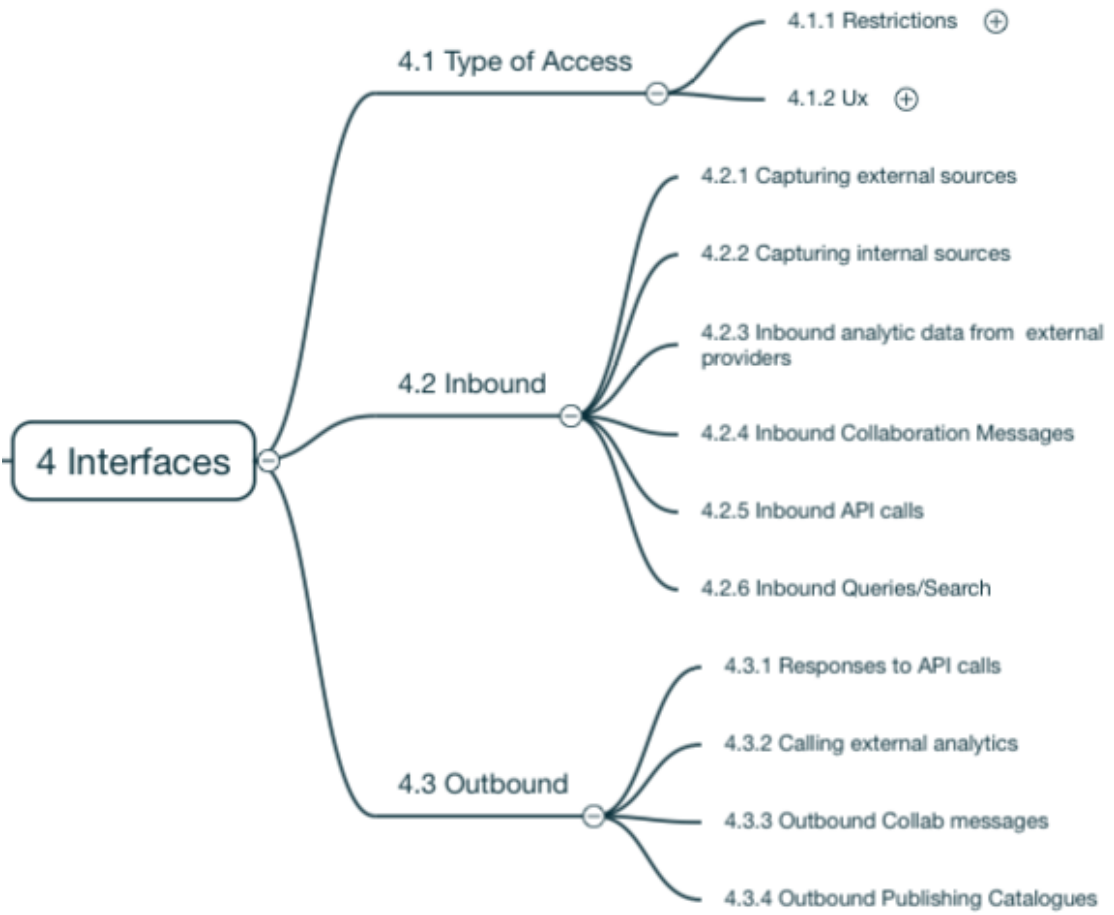 4 Interfaces
4.1 Type of Access
4.1.1 Restrictions
4.1.2 Ux
4.2 Inbound
4.2.1 Capturing external sources
4.2.2 Capturing internal sources
4.2.3 Inbound analytic data from  external
providers
4.2.4 Inbound Collaboration Messages
4.2.5 Inbound API calls
4.2.6 Inbound Queries/Search
4.3 Outbound
4.3.1 Responses to API calls
4.3.2 Calling external analytics
4.3.3 Outbound Collab messages
4.3.4 Outbound Publishing Catalogues